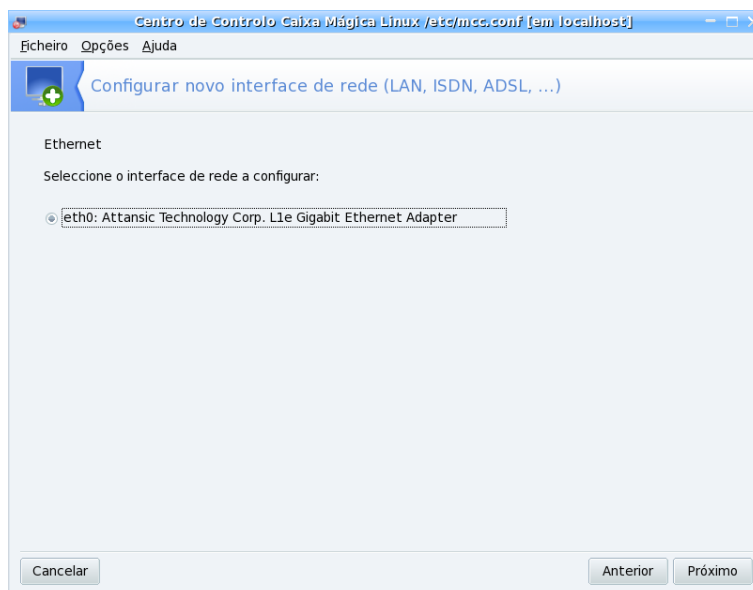 Centro de Controlo Caixa Mágica Linux /etc/mcc.conf [em localhost]
Ficheiro Opções Ajuda
Configurar novo interface de rede (LAN, ISDN, ADSL, ...)
Ethernet
Seleccione o interface de rede a configurar:
eth0: Attansic Technology Corp. L1e Gigabit Ethernet Adapter
Cancelar Anterior Próximo